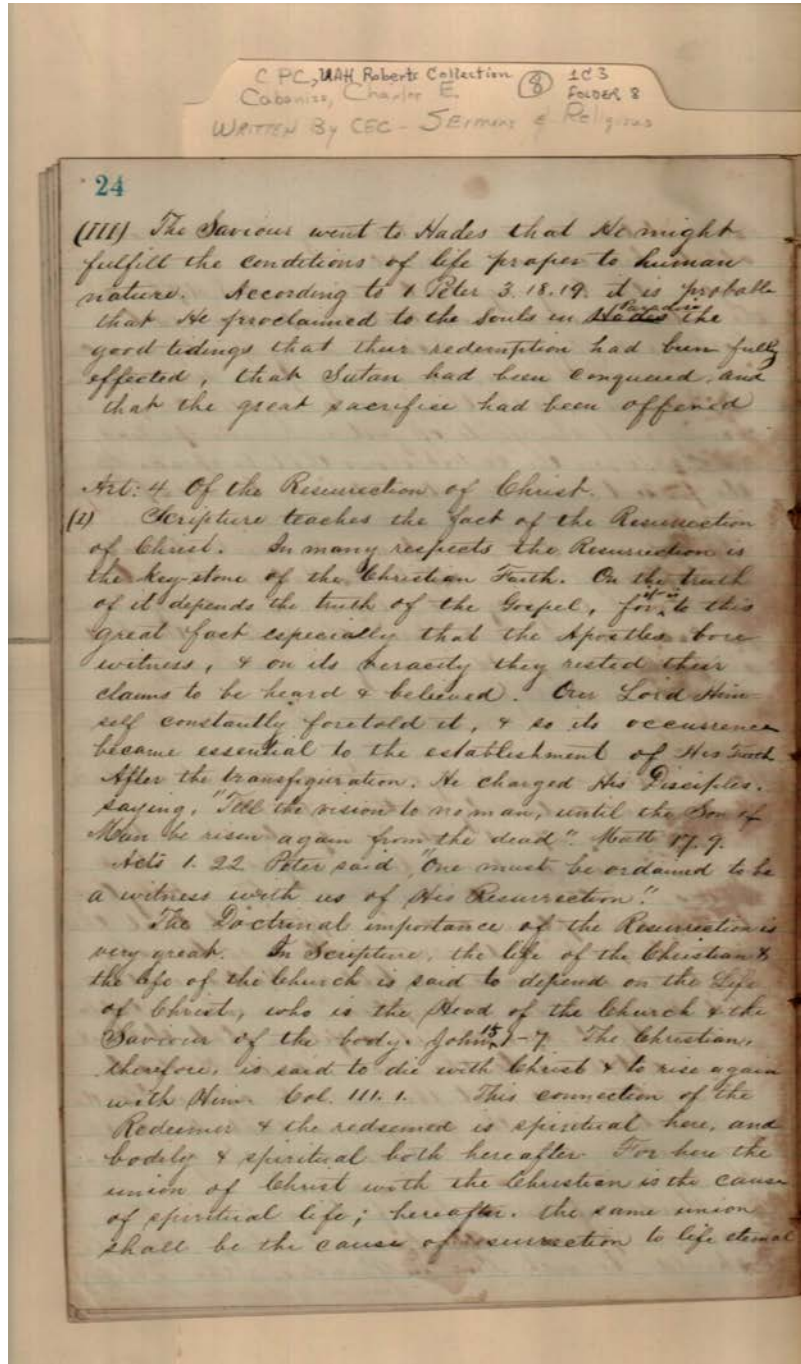 CPC, UAH Roberts Collection (8) 1C3
Cabaniss, Charles E. FOLDER 8
WRITTEN By CEC - Sermons & Religious
24
(III) The Saviour went to Hades that He might
fulfill the conditions of life proper to human
nature. According to 1 Peter 3.18.19. it is probable
that He proclaimed to the Souls in Hades Paradise the
good tidings that their redemption had been fully
effected, that Satan had been conquered, and
that the great sacrifice had been offered
Art: 4 Of the Resurrection of Christ.
(I) Scripture teaches the fact of the Resurrection
of Christ. In many respects the Resurrection is
the key-stone of the Christian Faith. On the truth
of it depends the truth of the Gospel, for it is to this
great fact especially that the Apostles bore
witness, & on its veracity they rested their
claims to be heard & believed. Our Lord Him-
self constantly foretold it, & so its occurrence
became essential to the establishment of His Truth
After the transfiguration. He charged His Disciples.
saying, "Tell the vision to no man, until the Son of
Man be risen again from the dead". Matt 17.9.
Acts 1.22 Peter said, "One must be ordained to be
a witness with us of His Resurrection."
The Doctrinal importance of the Resurrection is
very great. In Scripture, the life of the Christian &
the life of the Church is said to depend on the Life
of Christ, who is the Head of the Church & the
Saviour of the body. John 15 1-7. The Christian,
therefore, is said to die with Christ & to rise again
with Him. Col. III. 1. This connection of the
Redeemer & the redeemed is spiritual here, and
bodily & spiritual both hereafter. For here the
union of Christ with the Christian is the cause
of spiritual life; hereafter. the same union
shall be the cause of resurrection to life eternal